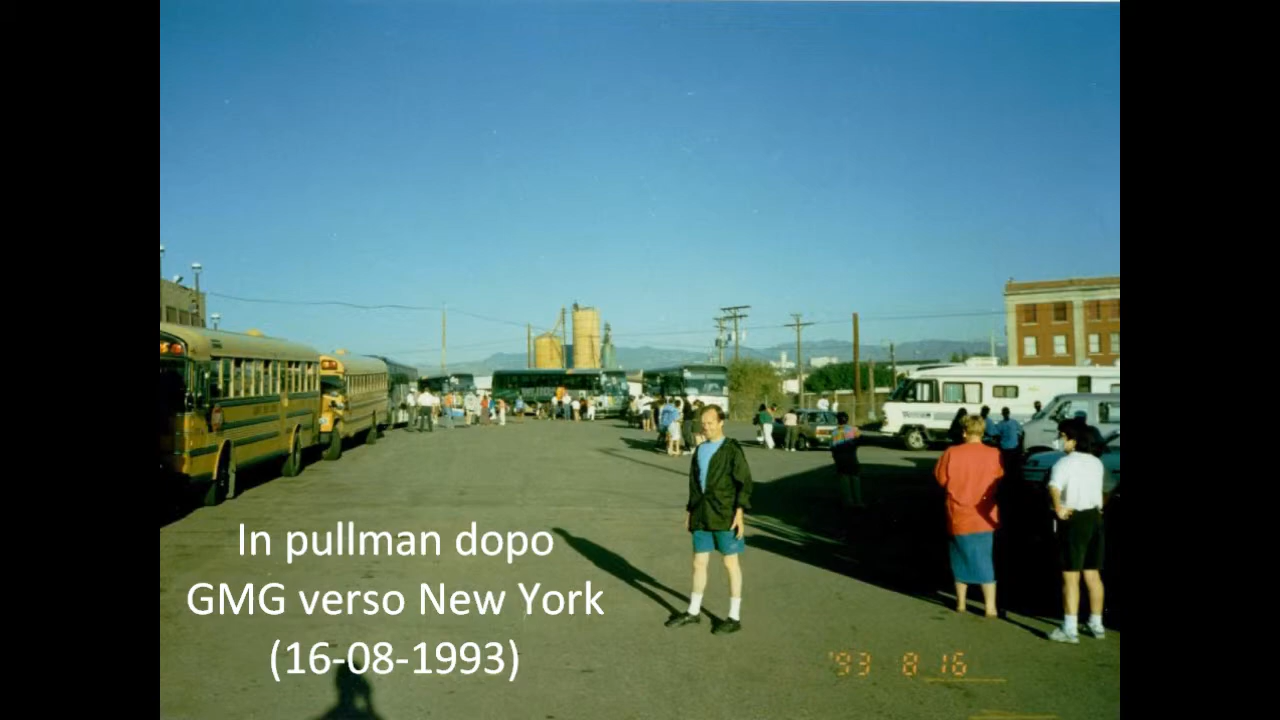 In pullman dopo
GMG verso New York
(16-08-1993)
'93 8 16